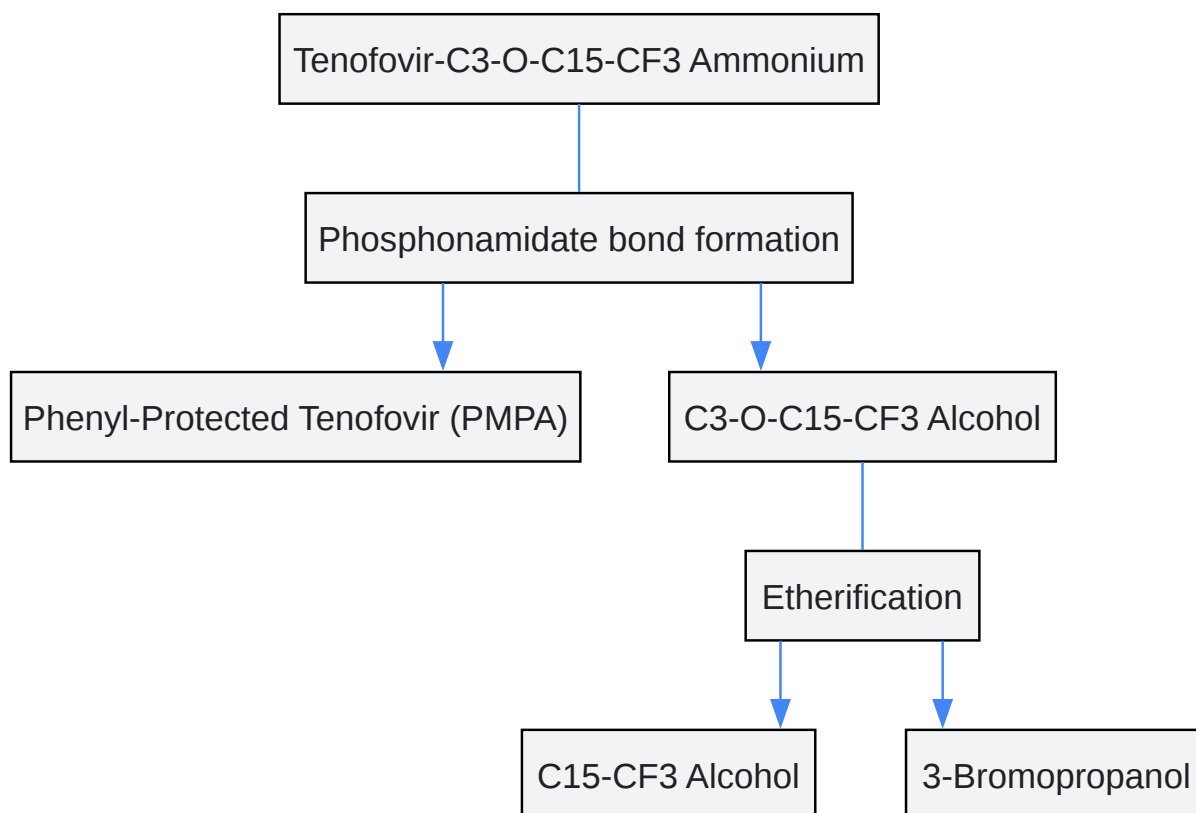 Tenofovir-C3-O-C15-CF3 Ammonium
Phosphonamidate bond formation
Phenyl-Protected Tenofovir (PMPA)
C3-O-C15-CF3 Alcohol
Etherification
C15-CF3 Alcohol
3-Bromopropanol